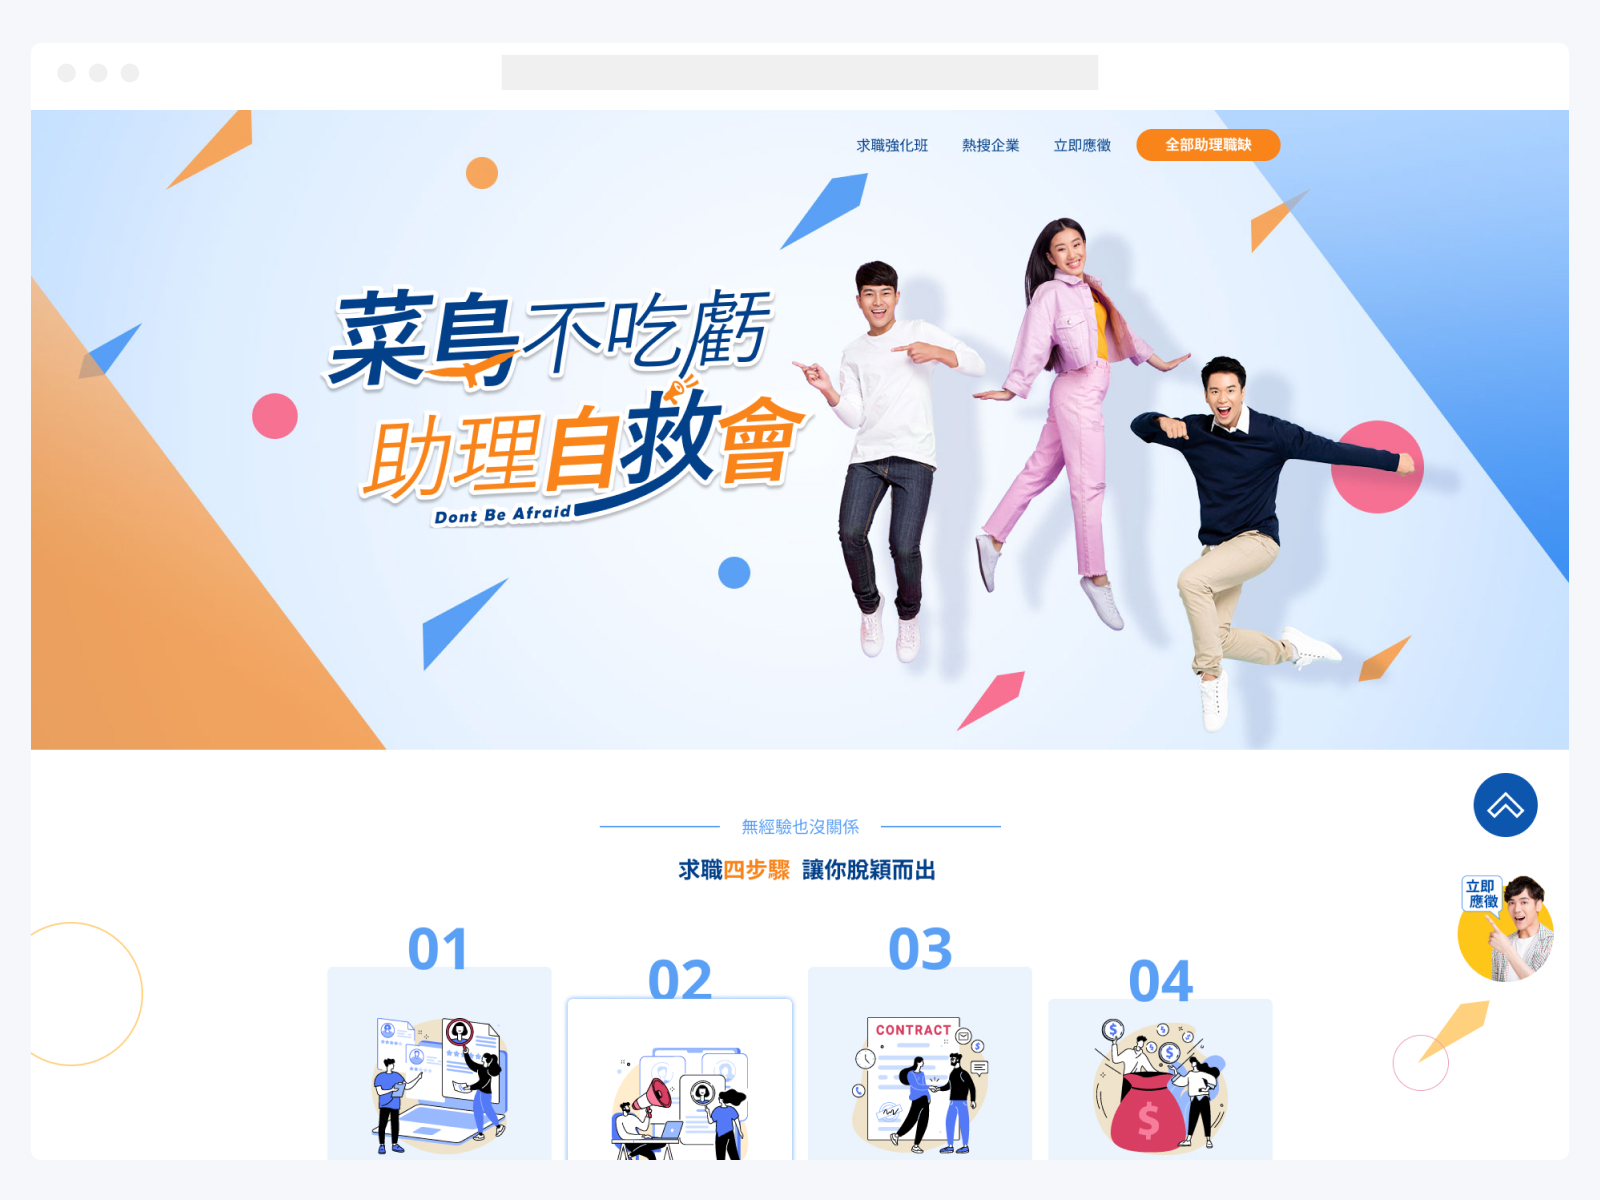 求職強化班 熱搜企業 立即應徵 全部助理職缺
菜鳥不吃虧
助理自救會
Dont Be Afraid
無經驗也沒關係
求職四步驟 讓你脫穎而出
立即
應徵
01
02
03
04
CONTRACT
$
$
$
$
$
$